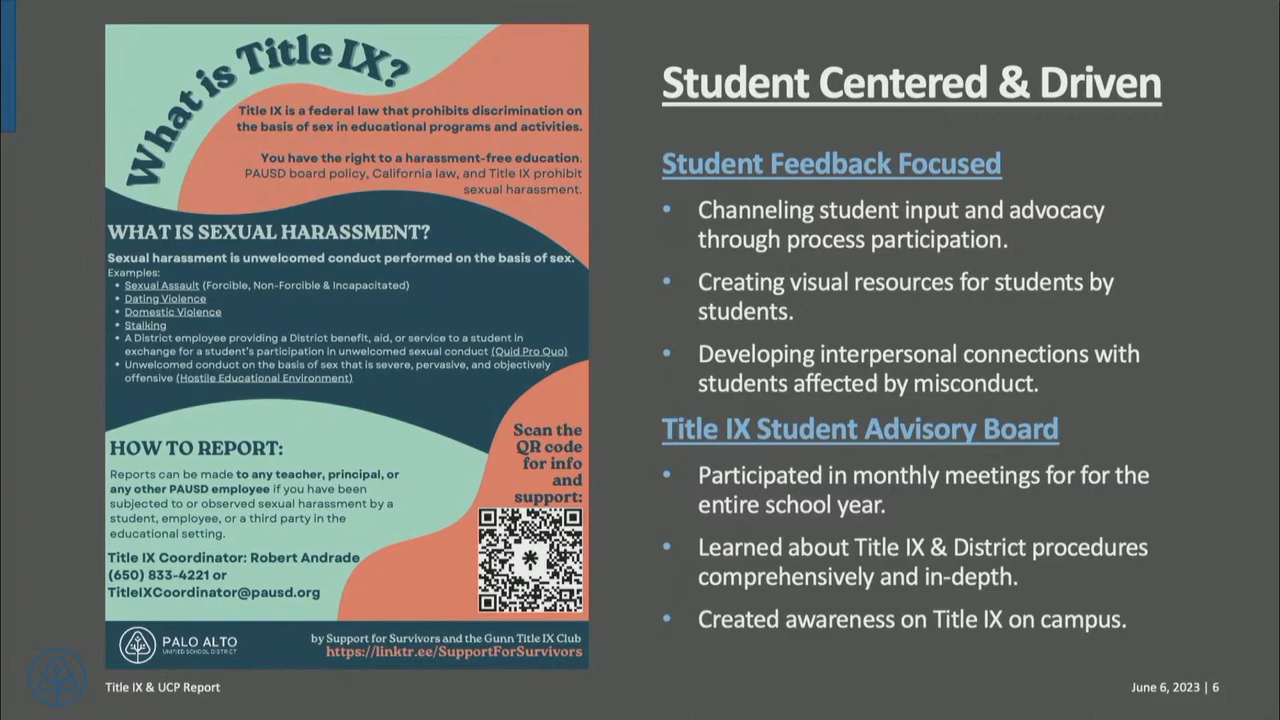 What is Title IX?
Title IX is a federal law that prohibits discrimination on
the basis of sex in educational programs and activities.
You have the right to a harassment-free education.
PAUSD board policy, California law, and Title IX prohibit
sexual harassment.
WHAT IS SEXUAL HARASSMENT?
Sexual harassment is unwelcomed conduct performed on the basis of sex.
Examples:
• Sexual Assault (Forcible, Non-Forcible & Incapacitated)
• Dating Violence
• Domestic Violence
• Stalking
• A District employee providing a District benefit, aid, or service to a student in
exchange for a student's participation in unwelcomed sexual conduct (Quid Pro Quo)
• Unwelcomed conduct on the basis of sex that is severe, pervasive, and objectively
offensive (Hostile Educational Environment)
HOW TO REPORT:
Reports can be made to any teacher, principal, or
any other PAUSD employee if you have been
subjected to or observed sexual harassment by a
student, employee, or a third party in the
educational setting.
Title IX Coordinator: Robert Andrade
(650) 833-4221 or
TitleIXCoordinator@pausd.org
Scan the
QR code
for info
and
support:
PALO ALTO
UNIFIED SCHOOL DISTRICT
by Support for Survivors and the Gunn Title IX Club
https://linktr.ee/SupportForSurvivors
Student Centered & Driven
Student Feedback Focused
• Channeling student input and advocacy
through process participation.
• Creating visual resources for students by
students.
• Developing interpersonal connections with
students affected by misconduct.
Title IX Student Advisory Board
• Participated in monthly meetings for for the
entire school year.
• Learned about Title IX & District procedures
comprehensively and in-depth.
• Created awareness on Title IX on campus.
Title IX & UCP Report
June 6, 2023 | 6